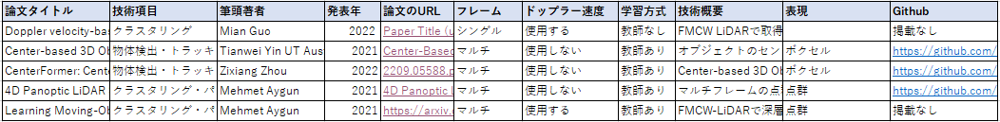 論文タイトル 技術項目 筆頭著者 発表年 論文のURL フレーム ドップラー速度 学習方式 技術概要 表現 Github
Doppler velocity-bas クラスタリング Mian Guo 2022 Paper Title (u シングル 使用する 教師なし FMCW LiDARで取得 掲載なし
Center-based 3D Ob 物体検出・トラッキ Tianwei Yin UT Aus 2021 Center-Based マルチ 使用しない 教師あり オブジェクトのセン ボクセル https://github.com/
CenterFormer: Cente 物体検出・トラッキ Zixiang Zhou 2022 2209.05588.p マルチ 使用しない 教師あり Center-based 3D Ob ボクセル https://github.com/
4D Panoptic LiDAR クラスタリング・パ Mehmet Aygun 2021 4D Panoptic L マルチ 使用しない 教師あり マルチフレームの点 点群 https://github.com/
Learning Moving-Ob クラスタリング・パ Mehmet Aygun 2021 https://arxiv. マルチ 使用する 教師あり FMCW-LiDARで深層 点群 掲載なし